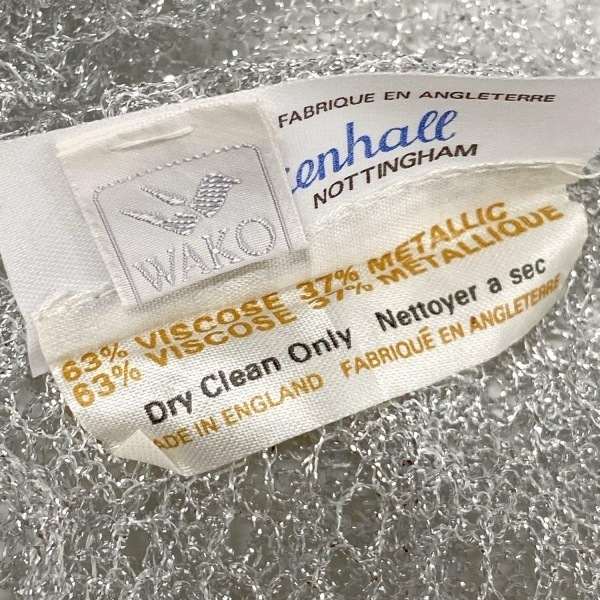 FABRIQUE EN ANGLETERRE
enhall
NOTTINGHAM
WAKO
63% VISCOSE 37% METALLIC
63% VISCOSE 37% METALLIQUE
Dry Clean Only Nettoyer a sec
ADE IN ENGLAND FABRIQUÉ EN ANGLETERRE